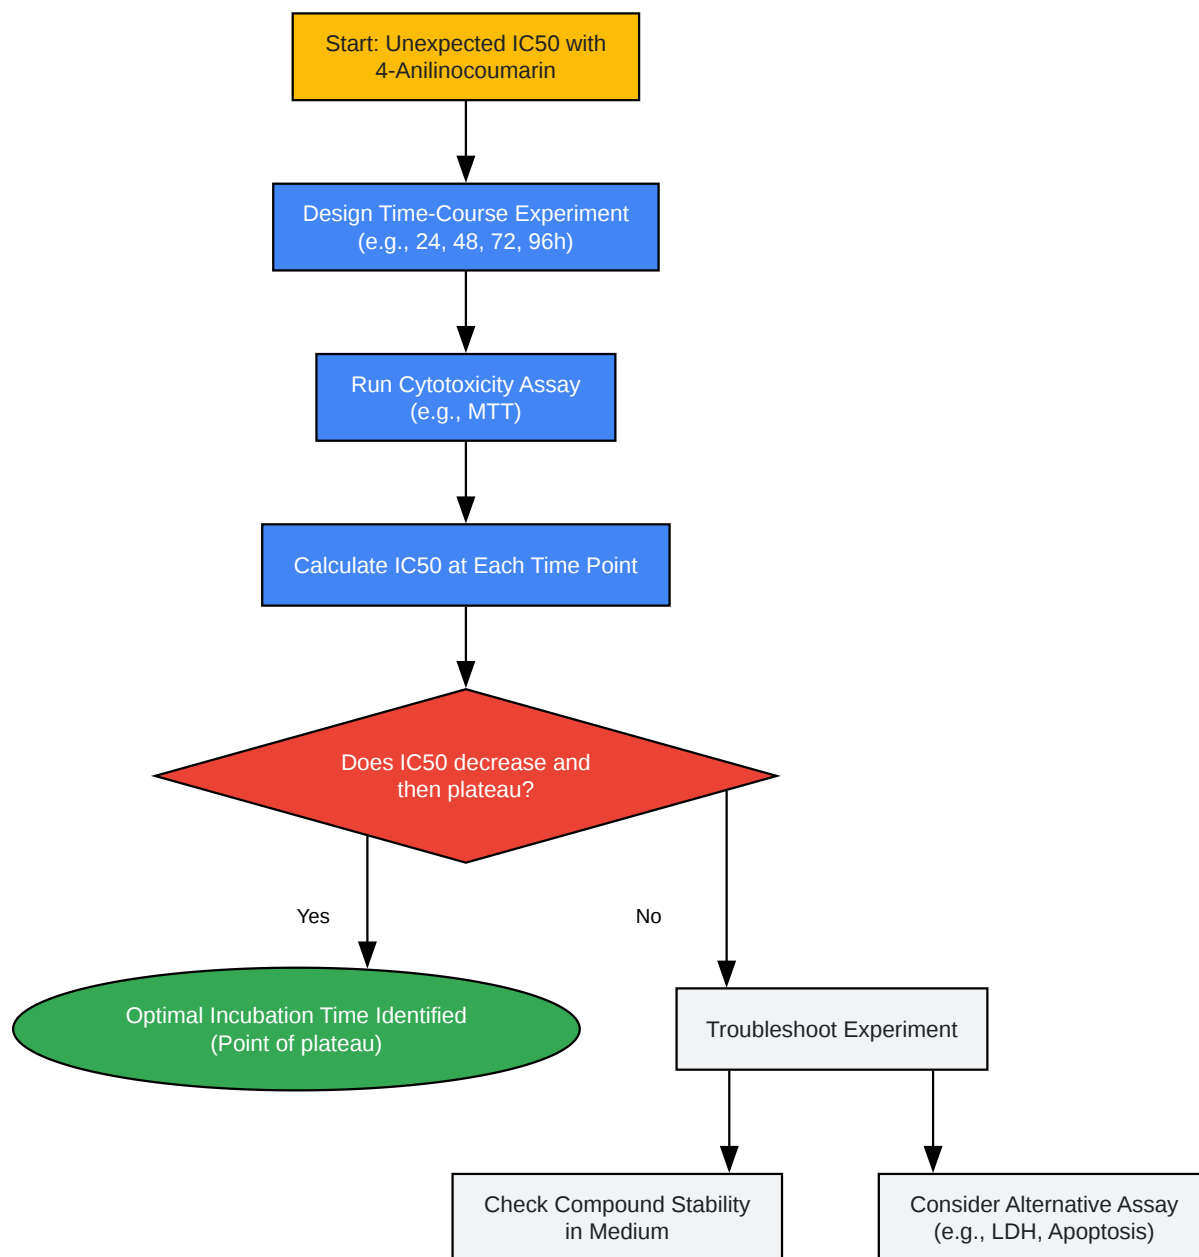 Start: Unexpected IC50 with
4-Anilinocoumarin
Design Time-Course Experiment
(e.g., 24, 48, 72, 96h)
Run Cytotoxicity Assay
(e.g., MTT)
Calculate IC50 at Each Time Point
Does IC50 decrease and
then plateau?
Yes
No
Optimal Incubation Time Identified
(Point of plateau)
Troubleshoot Experiment
Check Compound Stability
in Medium
Consider Alternative Assay
(e.g., LDH, Apoptosis)